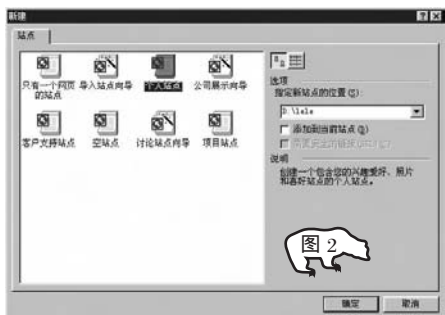 新建
站点
只有一个网页的站点
导入站点向导
个人站点
公司展示向导
客户支持站点
空站点
讨论站点向导
项目站点
选项
指定新站点的位置(S):
D:\lele
添加到当前站点(A)
说明
创建一个包含您的兴趣爱好、照片
和喜好站点的个人站点。
图 2
确定
取消